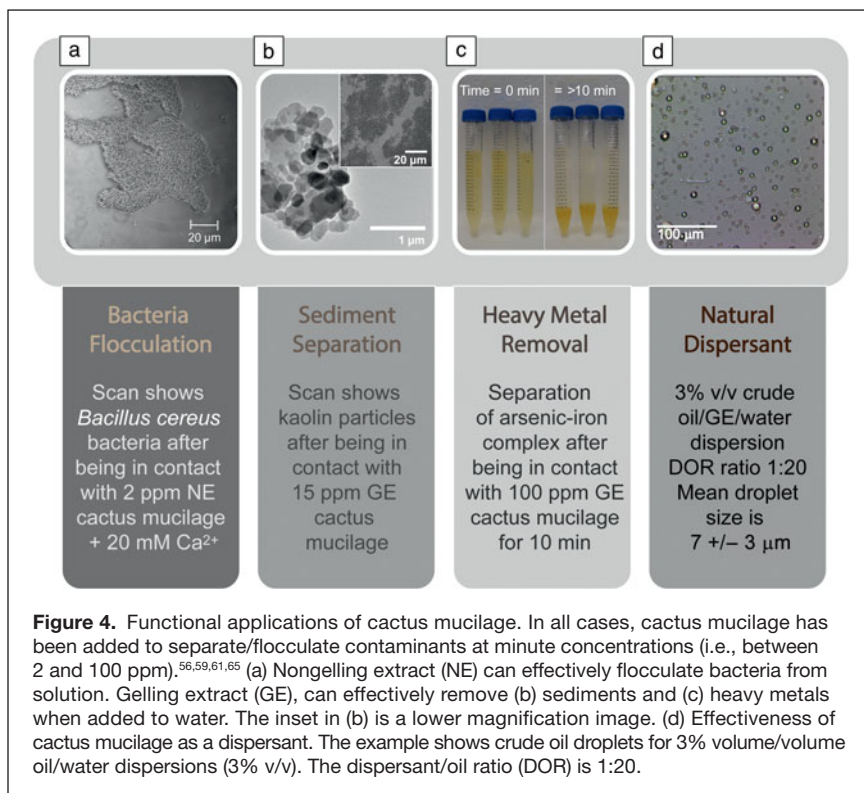 a
b
c
d
20 µm
20 µm
1 µm
Time = 0 min
= >10 min
100 µm
Bacteria
Flocculation
Scan shows
Bacillus cereus
bacteria after
being in contact
with 2 ppm NE
cactus mucilage
+ 20 mM Ca²⁺
Sediment
Separation
Scan shows
kaolin particles
after being in
contact with
15 ppm GE
cactus
mucilage
Heavy Metal
Removal
Separation
of arsenic-iron
complex after
being in contact
with 100 ppm GE
cactus mucilage
for 10 min
Natural
Dispersant
3% v/v crude
oil/GE/water
dispersion
DOR ratio 1:20
Mean droplet
size is
7 +/– 3 µm
Figure 4. Functional applications of cactus mucilage. In all cases, cactus mucilage has
been added to separate/flocculate contaminants at minute concentrations (i.e., between
2 and 100 ppm).⁵⁶,⁵⁹,⁶¹,⁶⁵ (a) Nongelling extract (NE) can effectively flocculate bacteria from
solution. Gelling extract (GE), can effectively remove (b) sediments and (c) heavy metals
when added to water. The inset in (b) is a lower magnification image. (d) Effectiveness of
cactus mucilage as a dispersant. The example shows crude oil droplets for 3% volume/volume
oil/water dispersions (3% v/v). The dispersant/oil ratio (DOR) is 1:20.